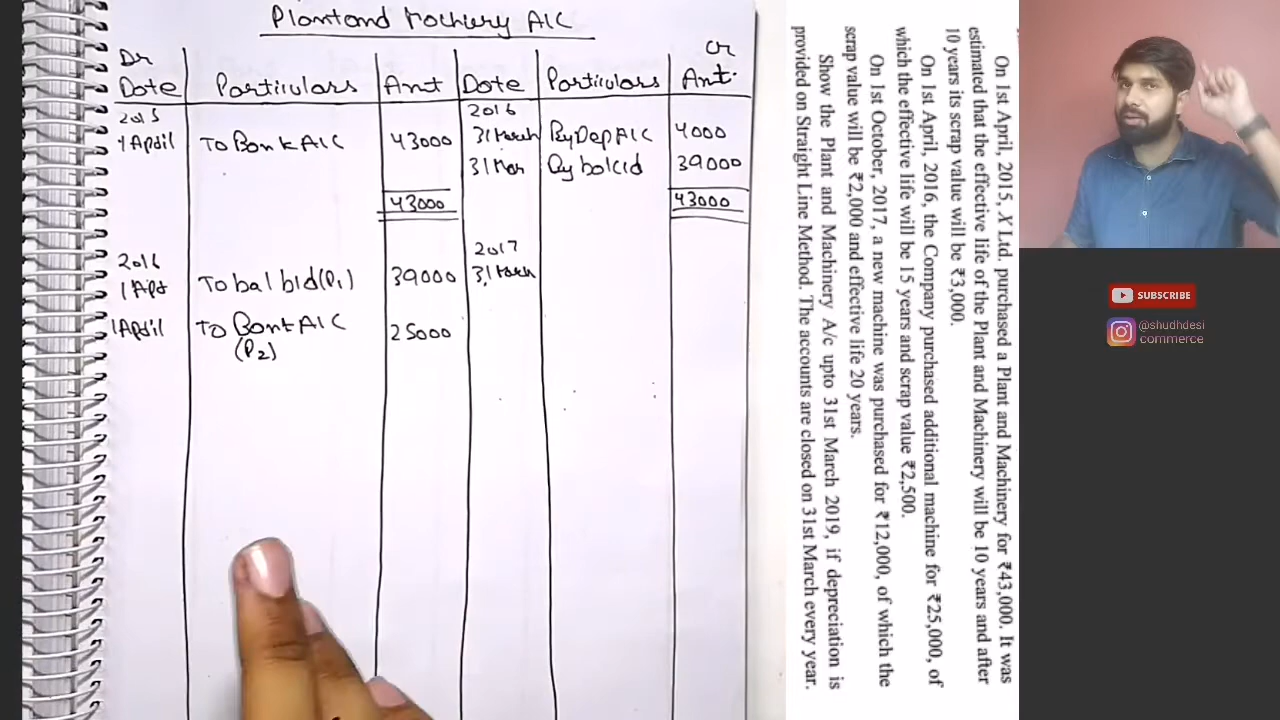 Plantand Machery A/C
Dr Cr
Date Particulars Amt Date Particulars Amt.
2015 2016
1 April To Bank A/C 43000 31 March By Dep A/C 4000
31 Mar By bal c/d 39000
43000 43000
2016 2017
1 Apr To bal b/d (P1) 39000 31 March
1 April To Bank A/C 25000
(P2)
On 1st April, 2015, X Ltd. purchased a Plant and Machinery for ₹43,000. It was
estimated that the effective life of the Plant and Machinery will be 10 years and after
10 years its scrap value will be ₹3,000.
On 1st April, 2016, the Company purchased additional machine for ₹25,000, of
which the effective life will be 15 years and scrap value ₹2,500.
On 1st October, 2017, a new machine was purchased for ₹12,000, of which the
scrap value will be ₹2,000 and effective life 20 years.
Show the Plant and Machinery A/c upto 31st March 2019, if depreciation is
provided on Straight Line Method. The accounts are closed on 31st March every year.
SUBSCRIBE
@shudhdesi
commerce